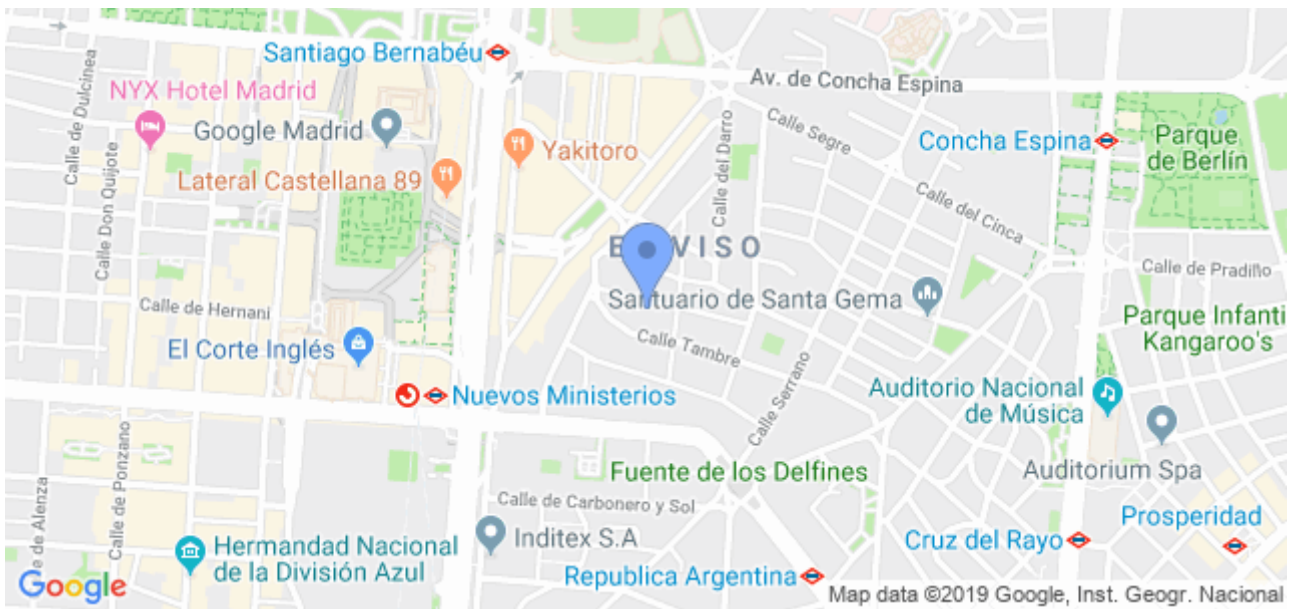 Santiago Bernabéu
Av. de Concha Espina
Calle de Dulcinea
NYX Hotel Madrid
Google Madrid
Yakitoro
Calle del Darro
Calle Segre
Concha Espina
Parque
de Berlín
Lateral Castellana 89
Calle Don Quijote
Calle del Cinca
VISO
Calle de Pradillo
Calle de Hernani
Santuario de Santa Gema
Parque Infanti
Kangaroo's
El Corte Inglés
Calle Tambre
Nuevos Ministerios
Calle Serrano
Auditorio Nacional
de Música
Calle de Ponzano
Fuente de los Delfines
Auditorium Spa
e de Alenza
Calle de Carbonero y Sol
Inditex S.A
Prosperidad
Cruz del Rayo
Hermandad Nacional
de la División Azul
Republica Argentina
Google
Map data ©2019 Google, Inst. Geogr. Nacional